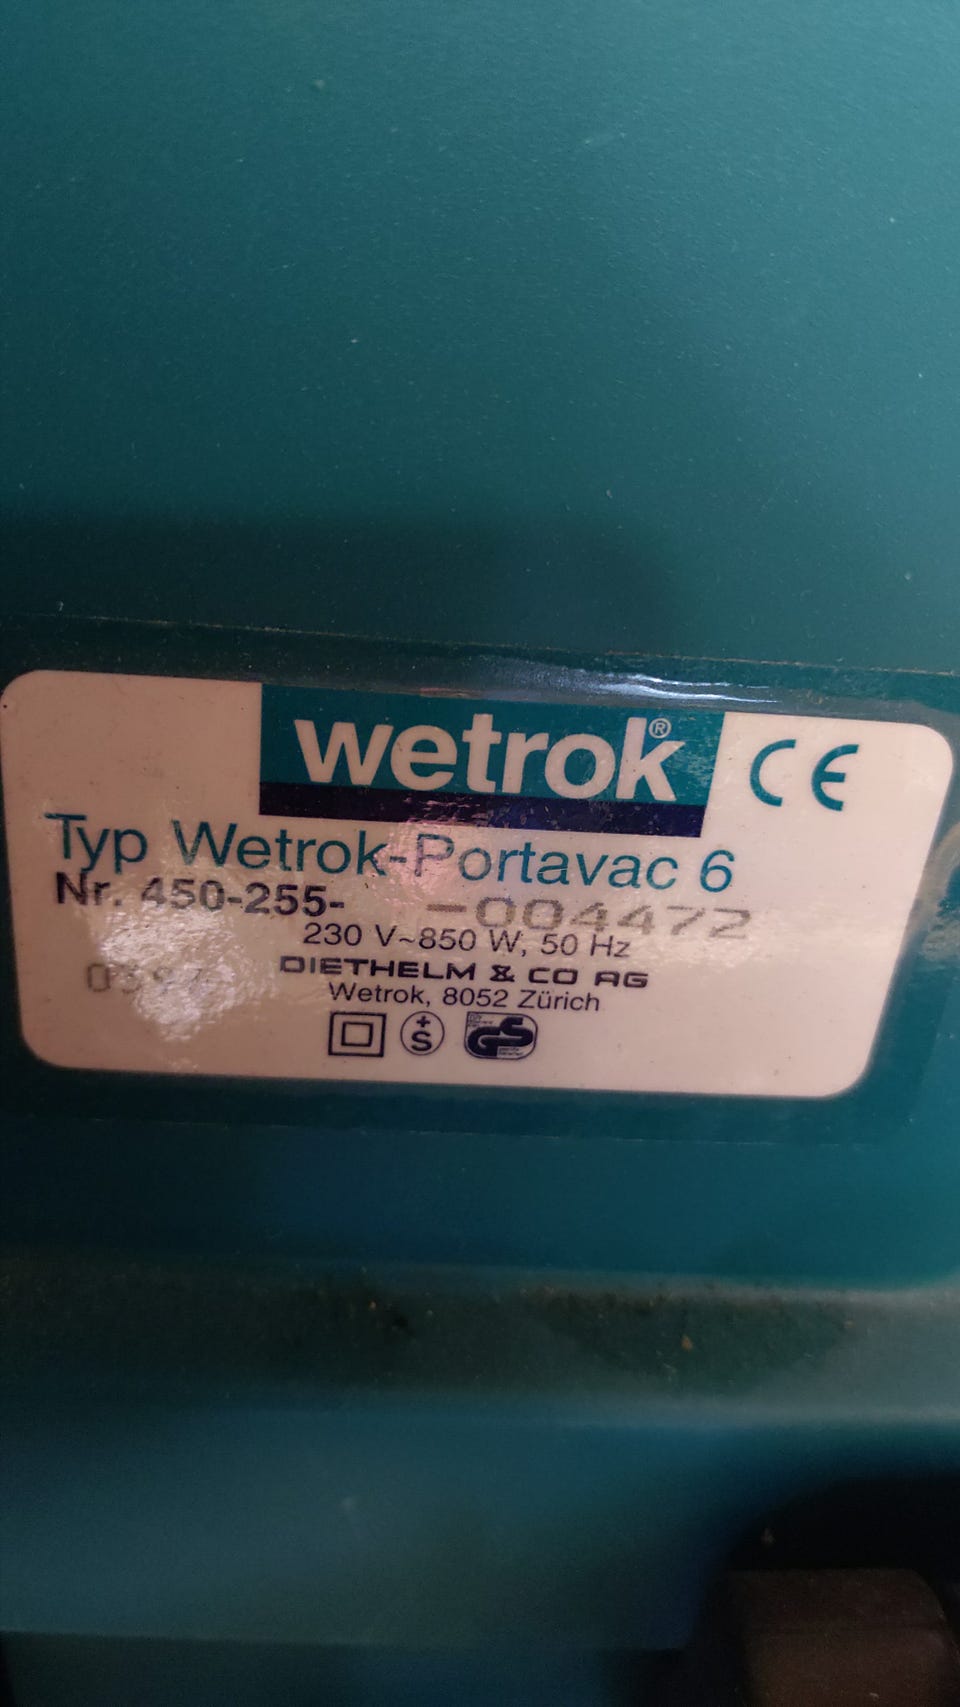 wetrok® CE
Typ Wetrok-Portavac 6
Nr. 450-255- -004472
230 V~850 W, 50 Hz
DIETHELM & CO AG
Wetrok, 8052 Zürich
+S GS